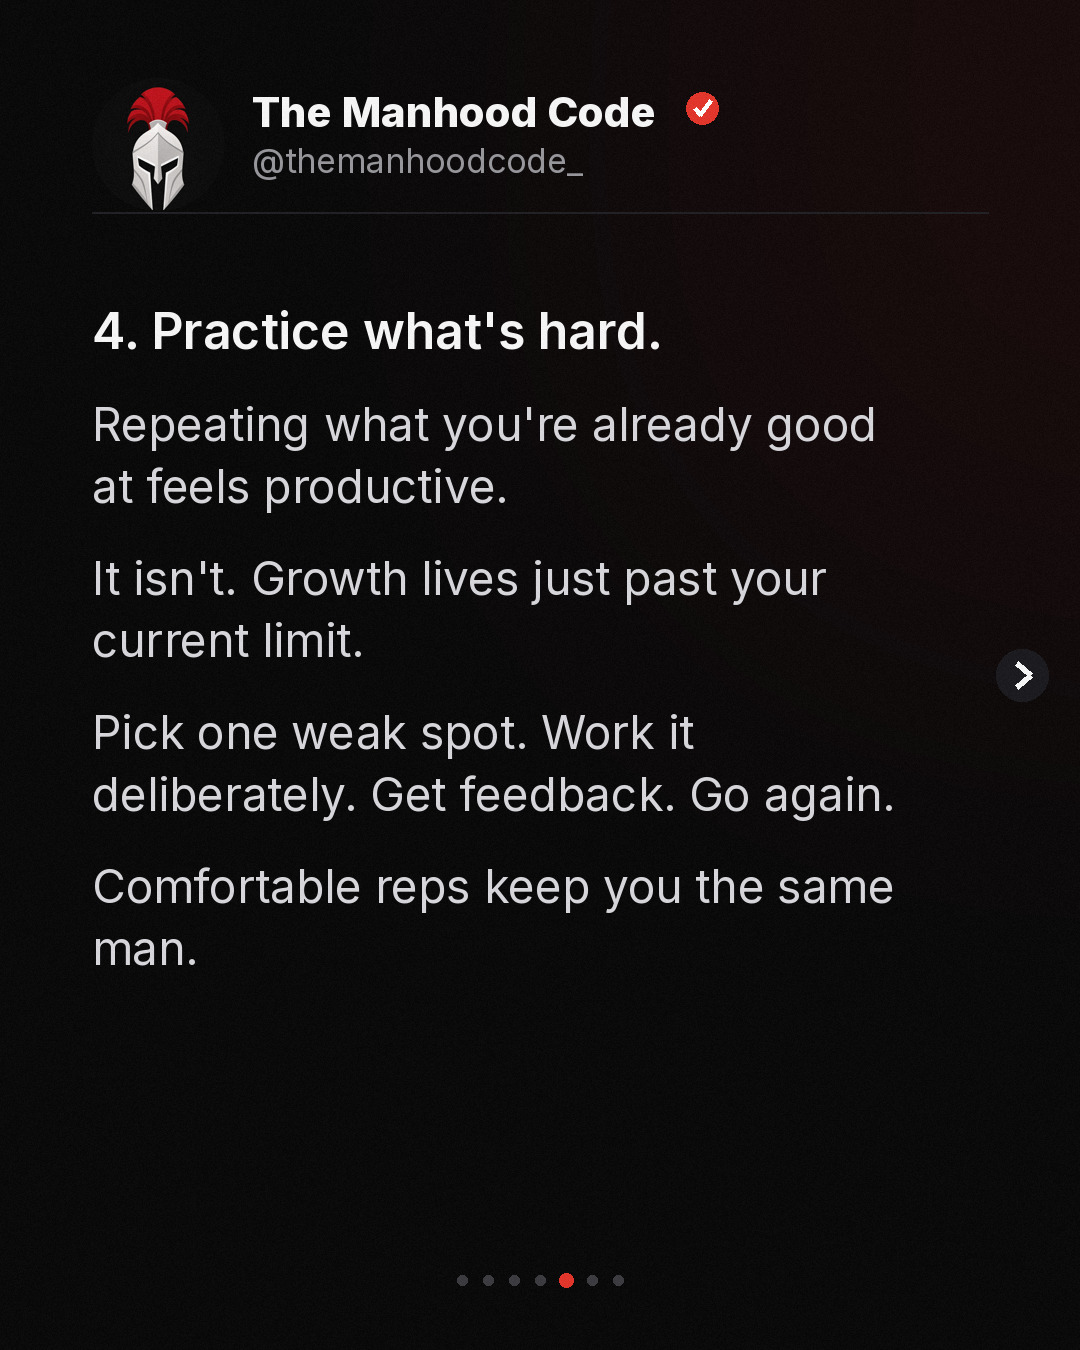 The Manhood Code
@themanhoodcode_
4. Practice what's hard.
Repeating what you're already good
at feels productive.
It isn't. Growth lives just past your
current limit.
Pick one weak spot. Work it
deliberately. Get feedback. Go again.
Comfortable reps keep you the same
man.